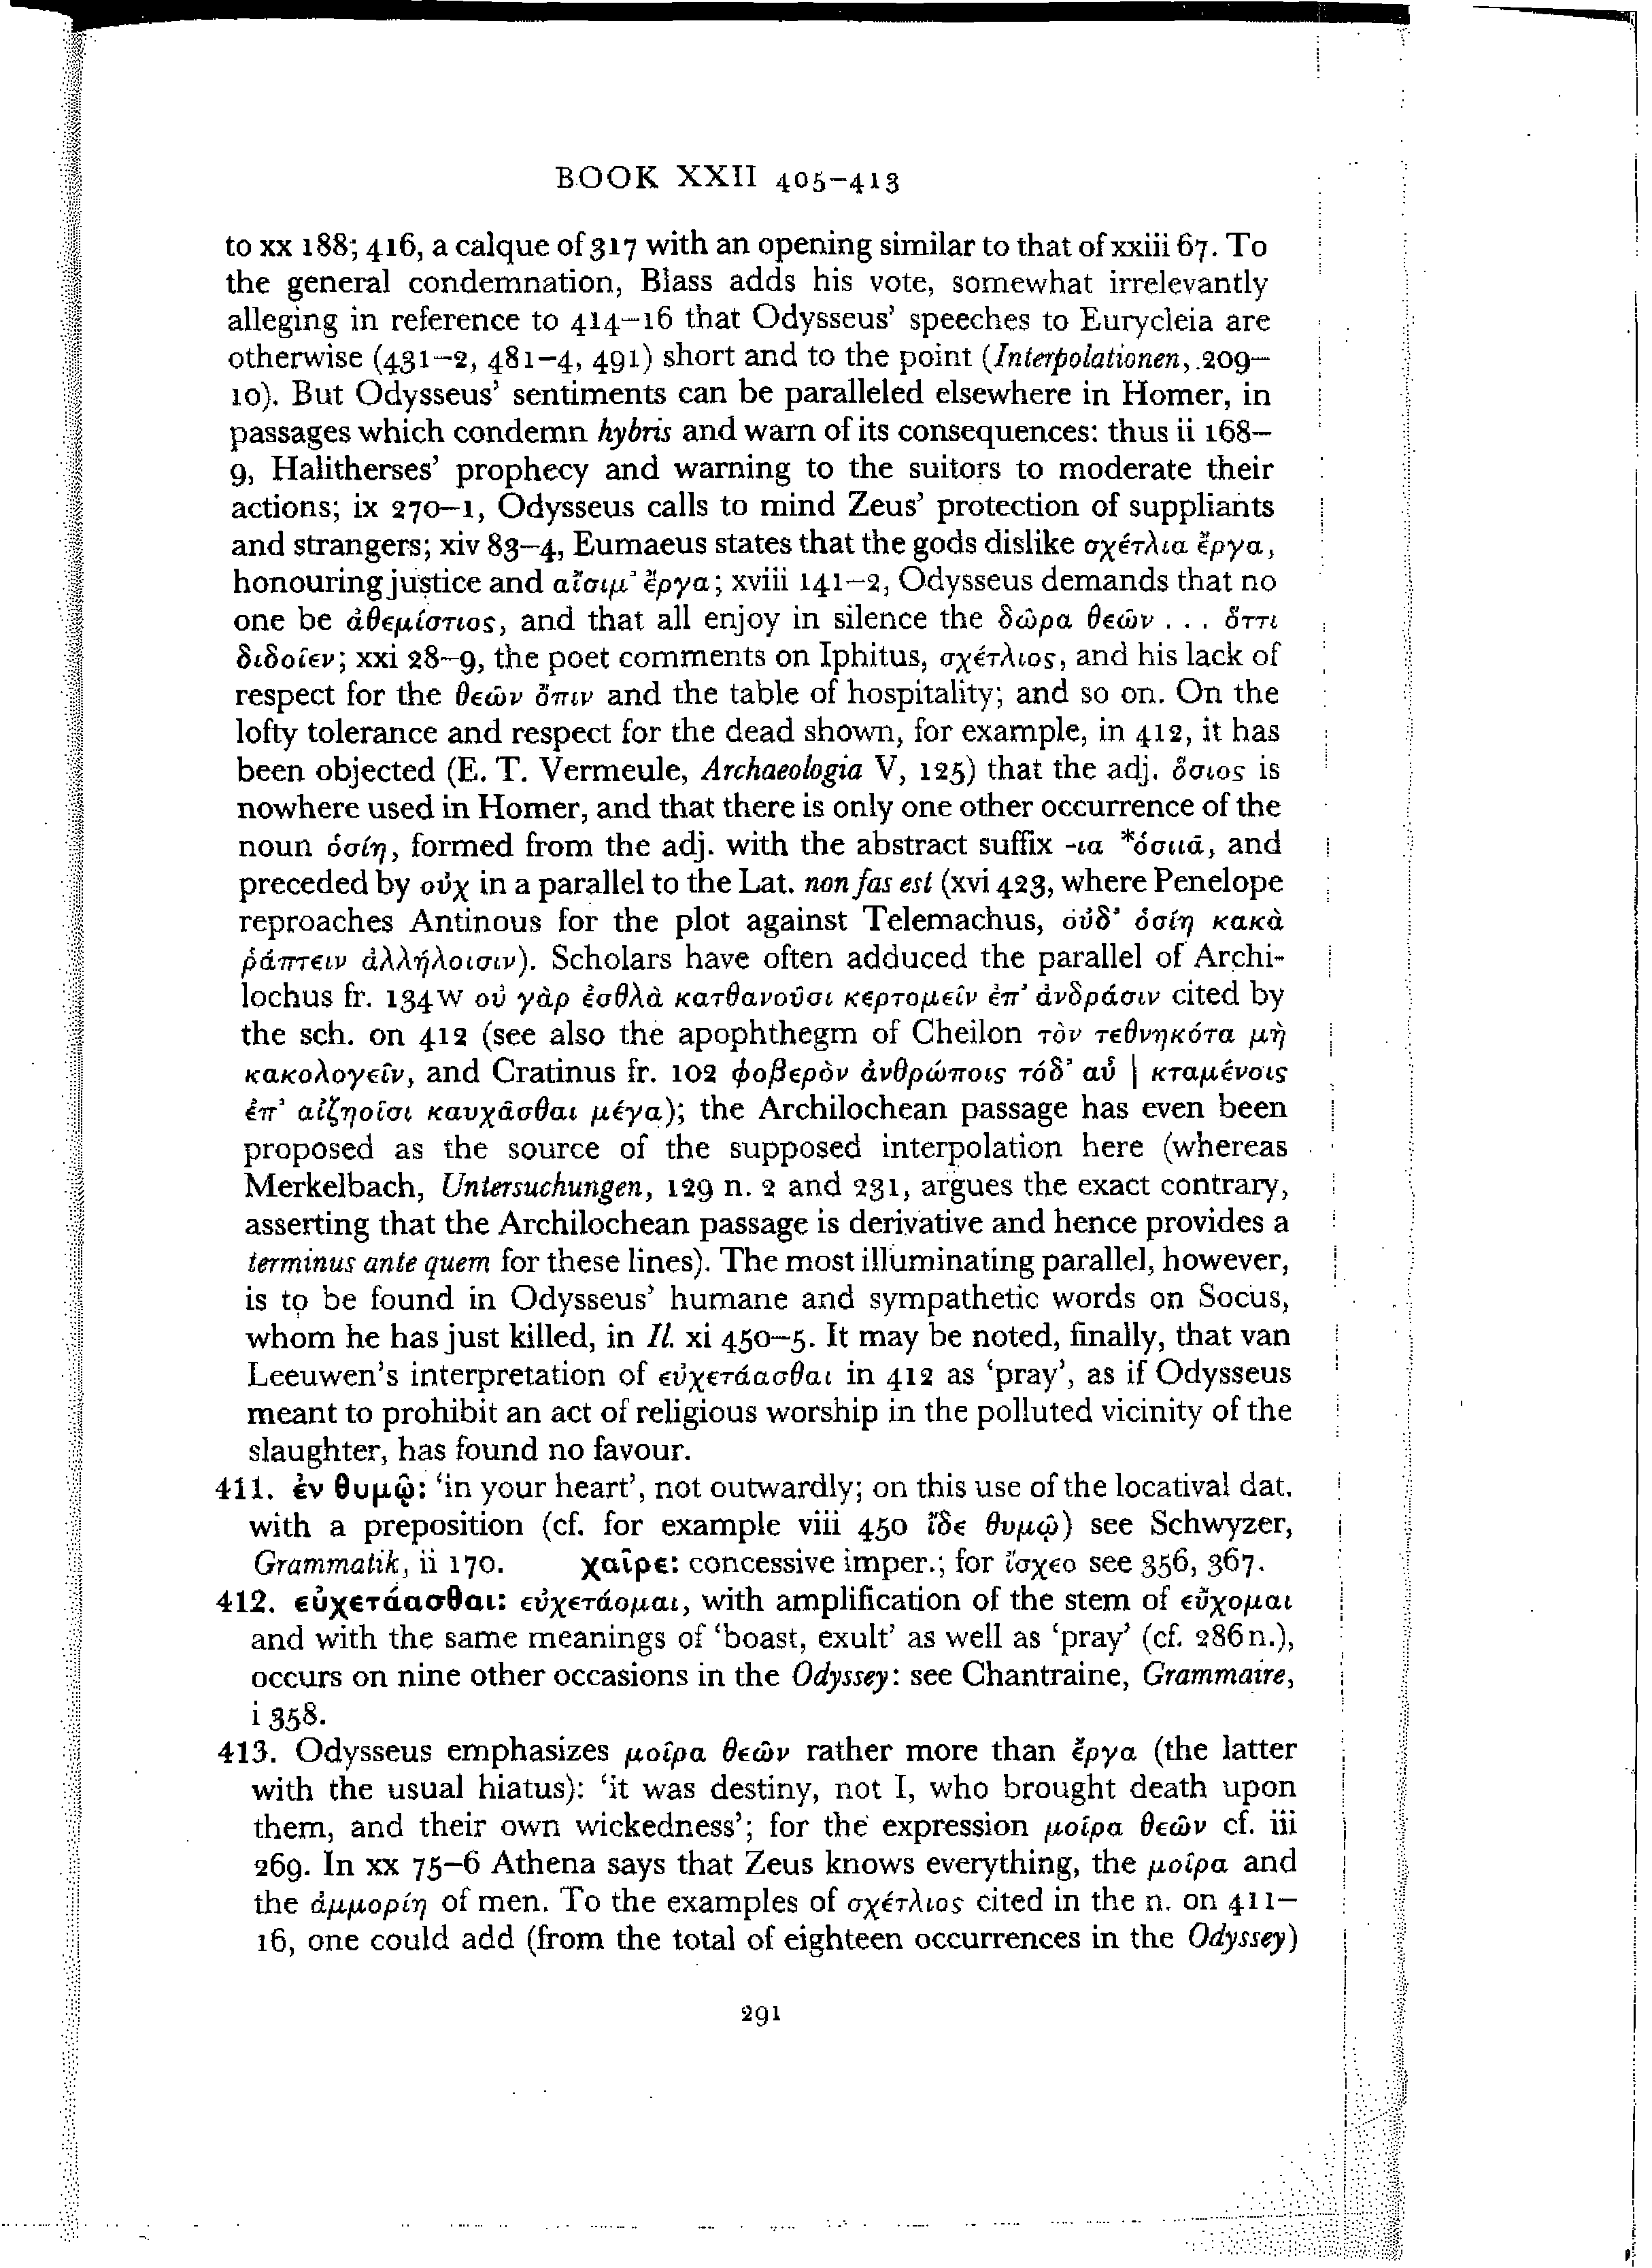 BOOK XXII 405–413
to xx 188; 416, a calque of 317 with an opening similar to that of xxiii 67. To
the general condemnation, Blass adds his vote, somewhat irrelevantly
alleging in reference to 414–16 that Odysseus’ speeches to Eurycleia are
otherwise (431–2, 481–4, 491) short and to the point (Interpolationen, 209–
10). But Odysseus’ sentiments can be paralleled elsewhere in Homer, in
passages which condemn hybris and warn of its consequences: thus ii 168–
9, Halitherses’ prophecy and warning to the suitors to moderate their
actions; ix 270–1, Odysseus calls to mind Zeus’ protection of suppliants
and strangers; xiv 83–4, Eumaeus states that the gods dislike σχέτλια ἔργα,
honouring justice and αἴσιμ’ ἔργα; xviii 141–2, Odysseus demands that no
one be ἀθεμίστιος, and that all enjoy in silence the δῶρα θεῶν . . . ὅττι
διδοῖεν; xxi 28–9, the poet comments on Iphitus, σχέτλιος, and his lack of
respect for the θεῶν ὄπιν and the table of hospitality; and so on. On the
lofty tolerance and respect for the dead shown, for example, in 412, it has
been objected (E. T. Vermeule, Archaeologia V, 125) that the adj. ὅσιος is
nowhere used in Homer, and that there is only one other occurrence of the
noun ὁσίη, formed from the adj. with the abstract suffix -ια *ὁσιιᾱ, and
preceded by οὐχ in a parallel to the Lat. non fas est (xvi 423, where Penelope
reproaches Antinous for the plot against Telemachus, οὐδ’ ὁσίη κακὰ
ῥάπτειν ἀλλήλοισιν). Scholars have often adduced the parallel of Archi-
lochus fr. 134W οὐ γὰρ ἐσθλὰ κατθανοῦσι κερτομεῖν ἐπ’ ἀνδράσιν cited by
the sch. on 412 (see also the apophthegm of Cheilon τὸν τεθνηκότα μὴ
κακολογεῖν, and Cratinus fr. 102 φοβερὸν ἀνθρώποις τόδ’ αὖ | κταμένοις
ἐπ’ αἰζηοῖσι καυχᾶσθαι μέγα); the Archilochean passage has even been
proposed as the source of the supposed interpolation here (whereas
Merkelbach, Untersuchungen, 129 n. 2 and 231, argues the exact contrary,
asserting that the Archilochean passage is derivative and hence provides a
terminus ante quem for these lines). The most illuminating parallel, however,
is to be found in Odysseus’ humane and sympathetic words on Socus,
whom he has just killed, in Il. xi 450–5. It may be noted, finally, that van
Leeuwen’s interpretation of εὐχετάασθαι in 412 as ‘pray’, as if Odysseus
meant to prohibit an act of religious worship in the polluted vicinity of the
slaughter, has found no favour.
411. ἐν θυμῷ: ‘in your heart’, not outwardly; on this use of the locatival dat.
with a preposition (cf. for example viii 450 ἴδε θυμῷ) see Schwyzer,
Grammatik, ii 170. χαῖρε: concessive imper.; for ἴσχεο see 356, 367.
412. εὐχετάασθαι: εὐχετάομαι, with amplification of the stem of εὔχομαι
and with the same meanings of ‘boast, exult’ as well as ‘pray’ (cf. 286 n.),
occurs on nine other occasions in the Odyssey: see Chantraine, Grammaire,
i 358.
413. Odysseus emphasizes μοῖρα θεῶν rather more than ἔργα (the latter
with the usual hiatus): ‘it was destiny, not I, who brought death upon
them, and their own wickedness’; for the expression μοῖρα θεῶν cf. iii
269. In xx 75–6 Athena says that Zeus knows everything, the μοῖρα and
the ἀμμορίη of men. To the examples of σχέτλιος cited in the n. on 411–
16, one could add (from the total of eighteen occurrences in the Odyssey)
291